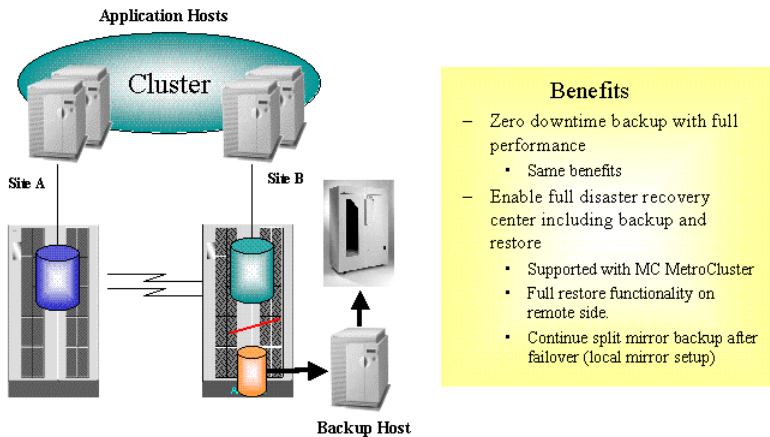 Application Hosts
Cluster
Site A
Site B
Backup Host
A
Benefits
– Zero downtime backup with full
performance
• Same benefits
– Enable full disaster recovery
center including backup and
restore
• Supported with MC MetroCluster
• Full restore functionality on
remote side.
• Continue split mirror backup after
failover (local mirror setup)